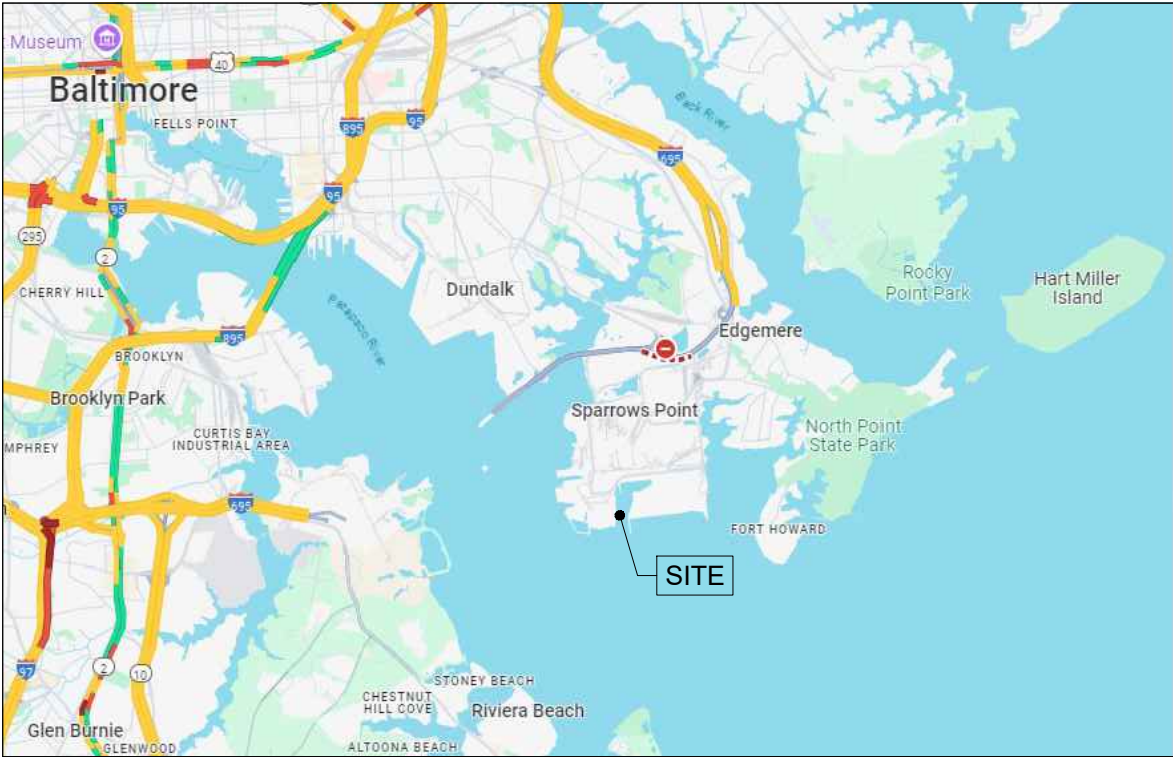 t Museum
40
Baltimore
FELLS POINT
895
95
Back River
695
95
95
295
2
CHERRY HILL
Dundalk
Rocky
Point Park
Hart Miller
Island
Patapsco River
895
BROOKLYN
Edgemere
Brooklyn Park
Sparrows Point
CURTIS BAY
INDUSTRIAL AREA
MPHREY
North Point
State Park
695
FORT HOWARD
SITE
97
2
10
STONEY BEACH
CHESTNUT
HILL COVE
Riviera Beach
Glen Burnie
GLENWOOD
ALTOONA BEACH